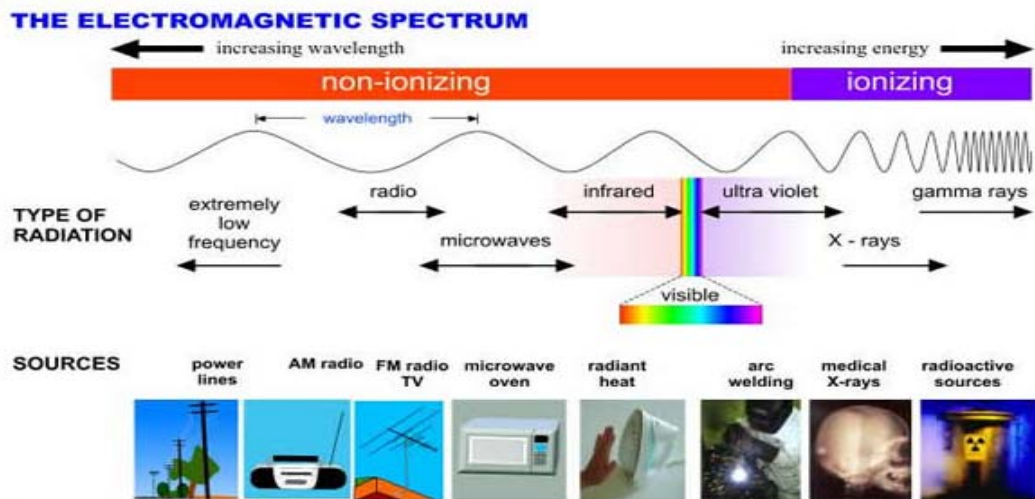 THE ELECTROMAGNETIC SPECTRUM
increasing wavelength
increasing energy
non-ionizing
ionizing
wavelength
TYPE OF
RADIATION
extremely
low
frequency
radio
microwaves
infrared
visible
ultra violet
X - rays
gamma rays
SOURCES
power
lines
AM radio
FM radio
TV
microwave
oven
radiant
heat
arc
welding
medical
X-rays
radioactive
sources